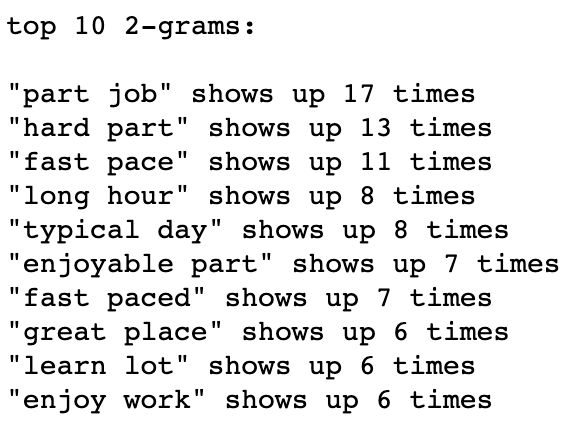 top 10 2-grams:
"part job" shows up 17 times
"hard part" shows up 13 times
"fast pace" shows up 11 times
"long hour" shows up 8 times
"typical day" shows up 8 times
"enjoyable part" shows up 7 times
"fast paced" shows up 7 times
"great place" shows up 6 times
"learn lot" shows up 6 times
"enjoy work" shows up 6 times